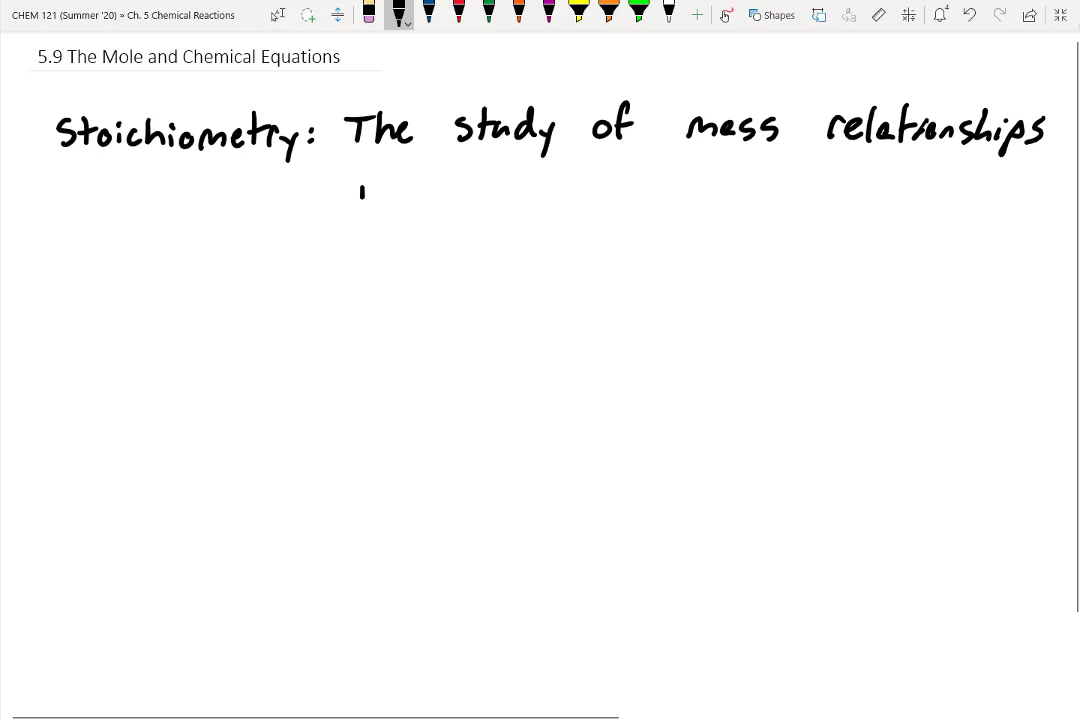 CHEM 121 (Summer '20) » Ch. 5 Chemical Reactions
Shapes
4
5.9 The Mole and Chemical Equations
Stoichiometry: The study of mass relationships